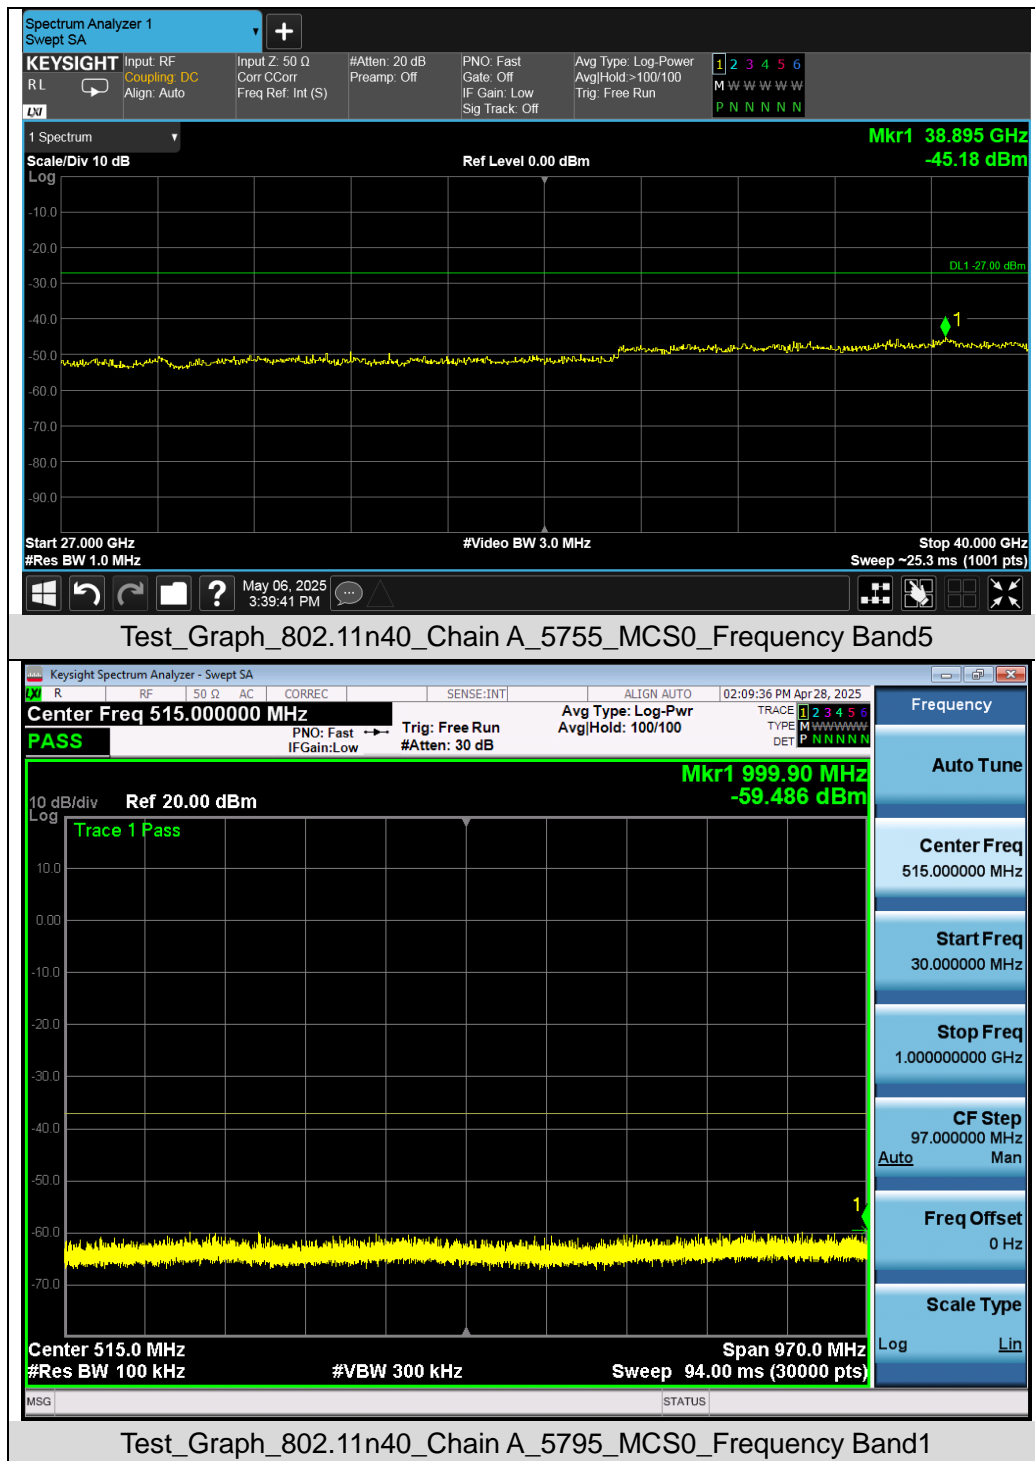 Spectrum Analyzer 1
Swept SA
KEYSIGHT
R L
LXI
Input: RF
Coupling: DC
Align: Auto
Input Z: 50 Ω
Corr CCorr
Freq Ref: Int (S)
#Atten: 20 dB
Preamp: Off
PNO: Fast
Gate: Off
IF Gain: Low
Sig Track: Off
Avg Type: Log-Power
Avg|Hold:>100/100
Trig: Free Run
1 2 3 4 5 6
M W W W W W
P N N N N N
1 Spectrum
Mkr1 38.895 GHz
-45.18 dBm
Scale/Div 10 dB
Ref Level 0.00 dBm
Log
-10.0
-20.0
DL1 -27.00 dBm
-30.0
-40.0
1
-50.0
-60.0
-70.0
-80.0
-90.0
Start 27.000 GHz
#Video BW 3.0 MHz
Stop 40.000 GHz
#Res BW 1.0 MHz
Sweep ~25.3 ms (1001 pts)
?
May 06, 2025
3:39:41 PM
Test_Graph_802.11n40_Chain A_5755_MCS0_Frequency Band5
Keysight Spectrum Analyzer - Swept SA
LXI R RF 50 Ω AC CORREC SENSE:INT ALIGN AUTO 02:09:36 PM Apr 28, 2025
Center Freq 515.000000 MHz
PASS
PNO: Fast
IFGain:Low
Trig: Free Run
#Atten: 30 dB
Avg Type: Log-Pwr
Avg|Hold: 100/100
TRACE 1 2 3 4 5 6
TYPE M W W W W W
DET P N N N N N
Frequency
Mkr1 999.90 MHz
-59.486 dBm
10 dB/div
Ref 20.00 dBm
Log
Trace 1 Pass
10.0
0.00
-10.0
-20.0
-30.0
-40.0
-50.0
1
-60.0
-70.0
Center 515.0 MHz
Span 970.0 MHz
#Res BW 100 kHz
#VBW 300 kHz
Sweep 94.00 ms (30000 pts)
Auto Tune
Center Freq
515.000000 MHz
Start Freq
30.000000 MHz
Stop Freq
1.000000000 GHz
CF Step
97.000000 MHz
Auto Man
Freq Offset
0 Hz
Scale Type
Log Lin
MSG
STATUS
Test_Graph_802.11n40_Chain A_5795_MCS0_Frequency Band1